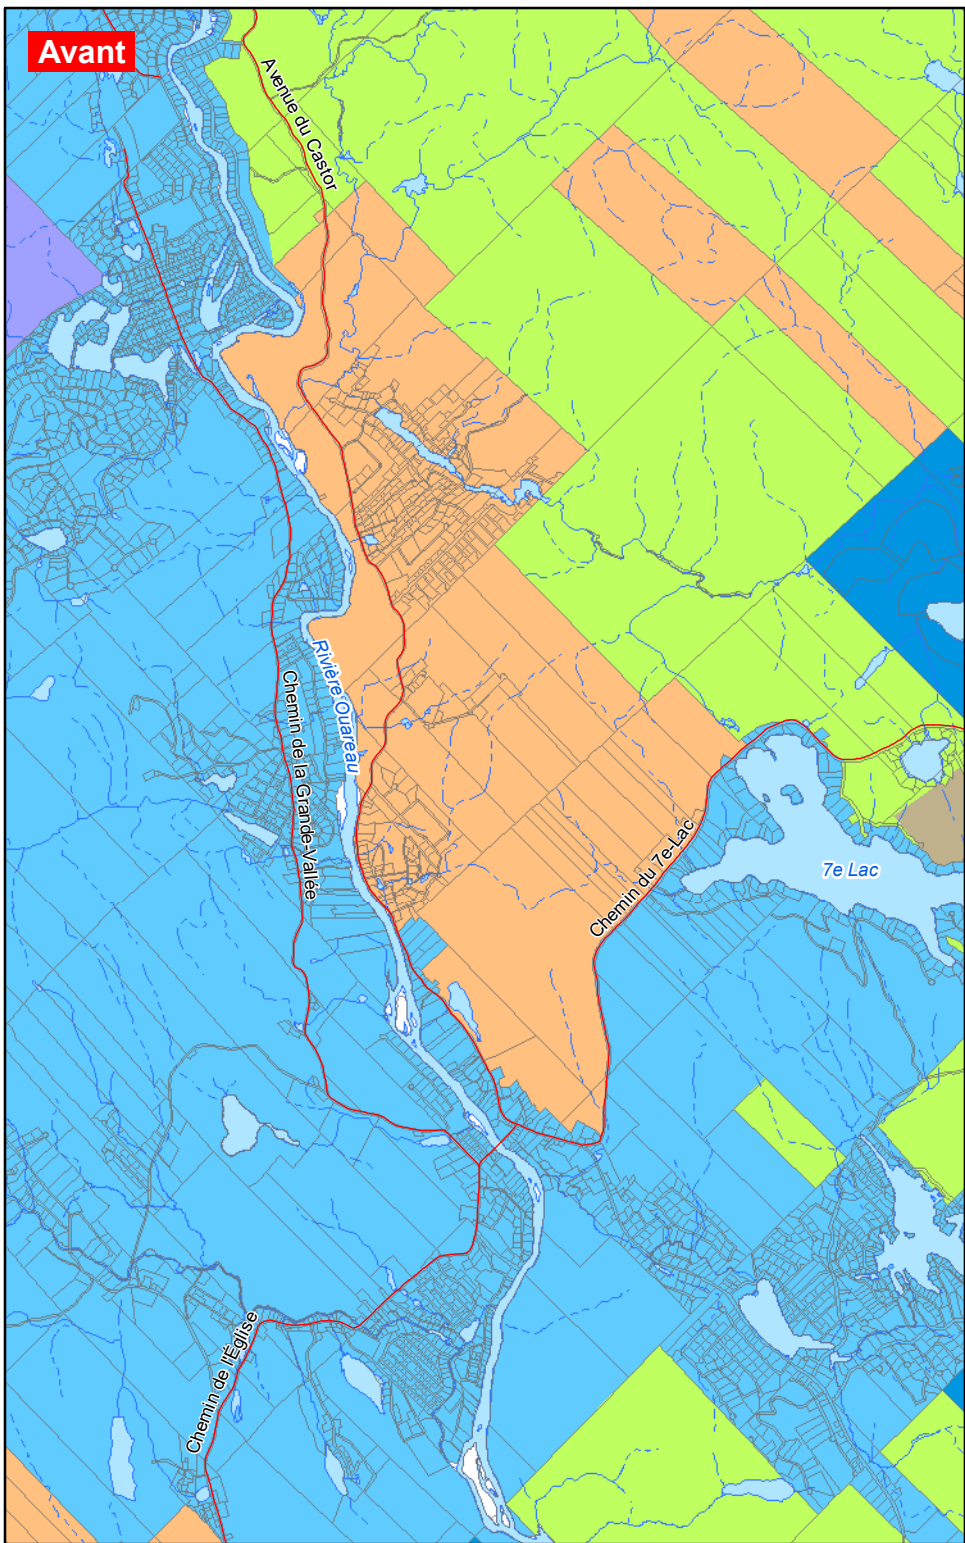 Avant
Avenue du Castor
Rivière Ouareau
Chemin de la Grande-Vallée
Chemin du 7e-Lac
7e Lac
Chemin de l'Église